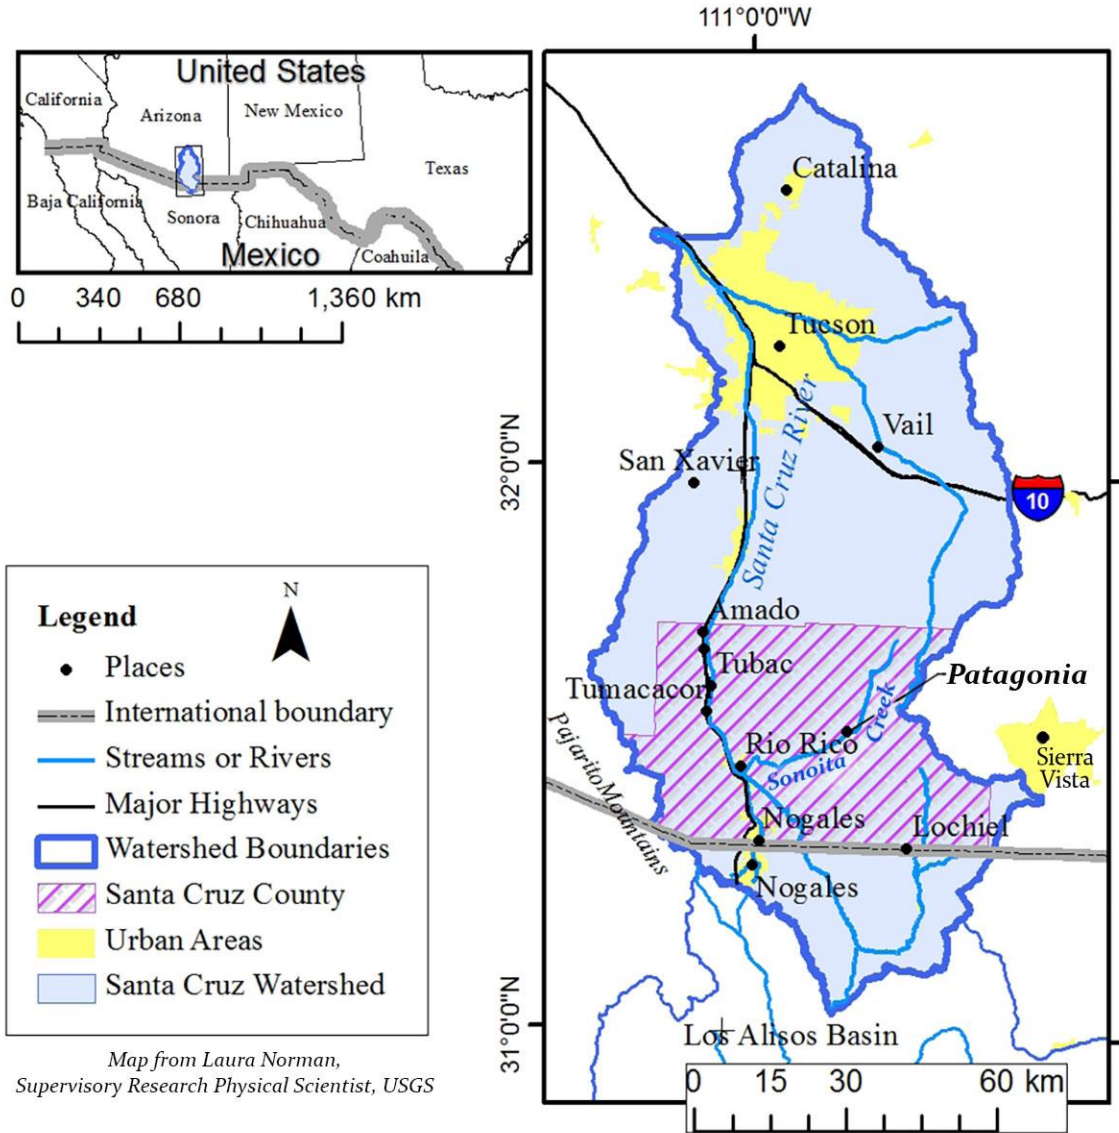 111°0'0"W
United States
California
Arizona
New Mexico
Texas
Baja California
Sonora
Chihuahua
Coahuila
Mexico
0 340 680 1,360 km
Catalina
Tucson
Santa Cruz River
Vail
San Xavier
32°0'0"N
10
Amado
Tubac
Tumacacori
Patagonia
Creek
Rio Rico
Sonoita
Sierra
Vista
Pajarito Mountains
Nogales
Lochiel
Nogales
31°0'0"N
Los Alisos Basin
0 15 30 60 km
Legend
N
Places
International boundary
Streams or Rivers
Major Highways
Watershed Boundaries
Santa Cruz County
Urban Areas
Santa Cruz Watershed
Map from Laura Norman,
Supervisory Research Physical Scientist, USGS